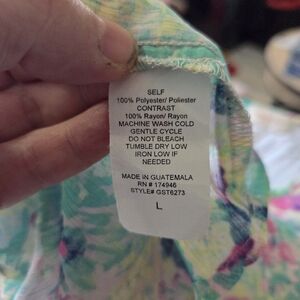 SELF
100% Polyester/ Poliester
CONTRAST
100% Rayon/ Rayon
MACHINE WASH COLD
GENTLE CYCLE
DO NOT BLEACH
TUMBLE DRY LOW
IRON LOW IF
NEEDED
MADE IN GUATEMALA
RN # 174946
STYLE# GST6273
L